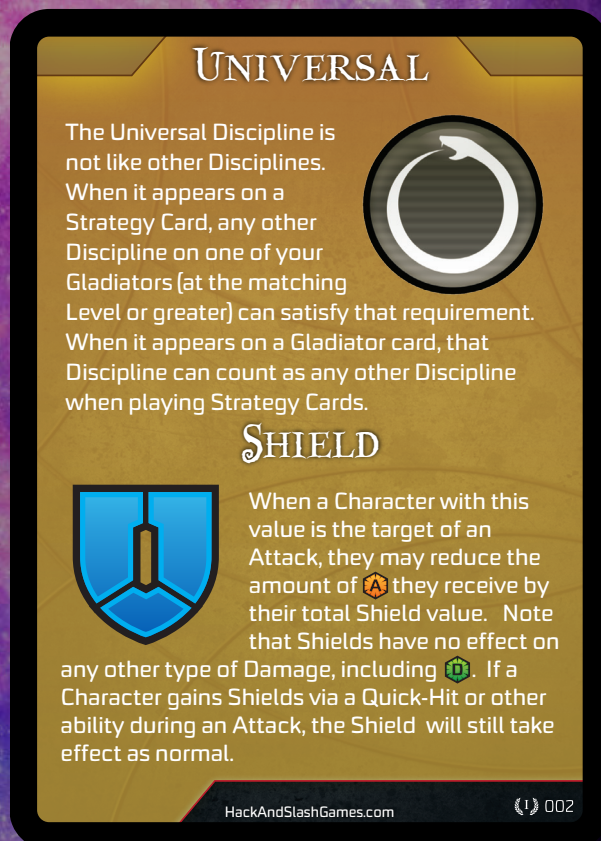 UNIVERSAL
The Universal Discipline is
not like other Disciplines.
When it appears on a
Strategy Card, any other
Discipline on one of your
Gladiators (at the matching
Level or greater) can satisfy that requirement.
When it appears on a Gladiator card, that
Discipline can count as any other Discipline
when playing Strategy Cards.
SHIELD
When a Character with this
value is the target of an
Attack, they may reduce the
amount of A they receive by
their total Shield value. Note
that Shields have no effect on
any other type of Damage, including D. If a
Character gains Shields via a Quick-Hit or other
ability during an Attack, the Shield will still take
effect as normal.
HackAndSlashGames.com
I 002